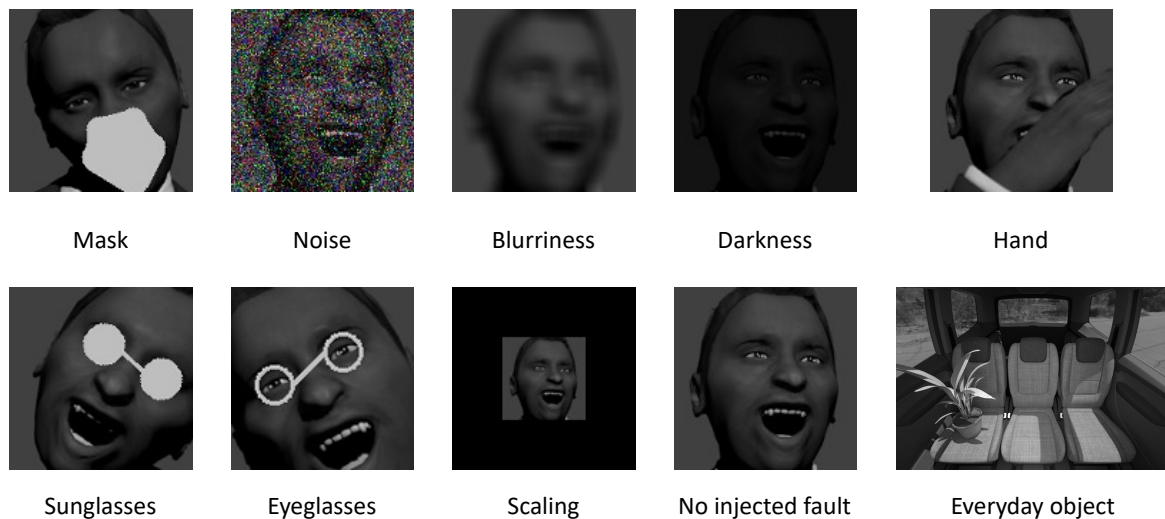 Mask
Noise
Blurriness
Darkness
Hand
Sunglasses
Eyeglasses
Scaling
No injected fault
Everyday object